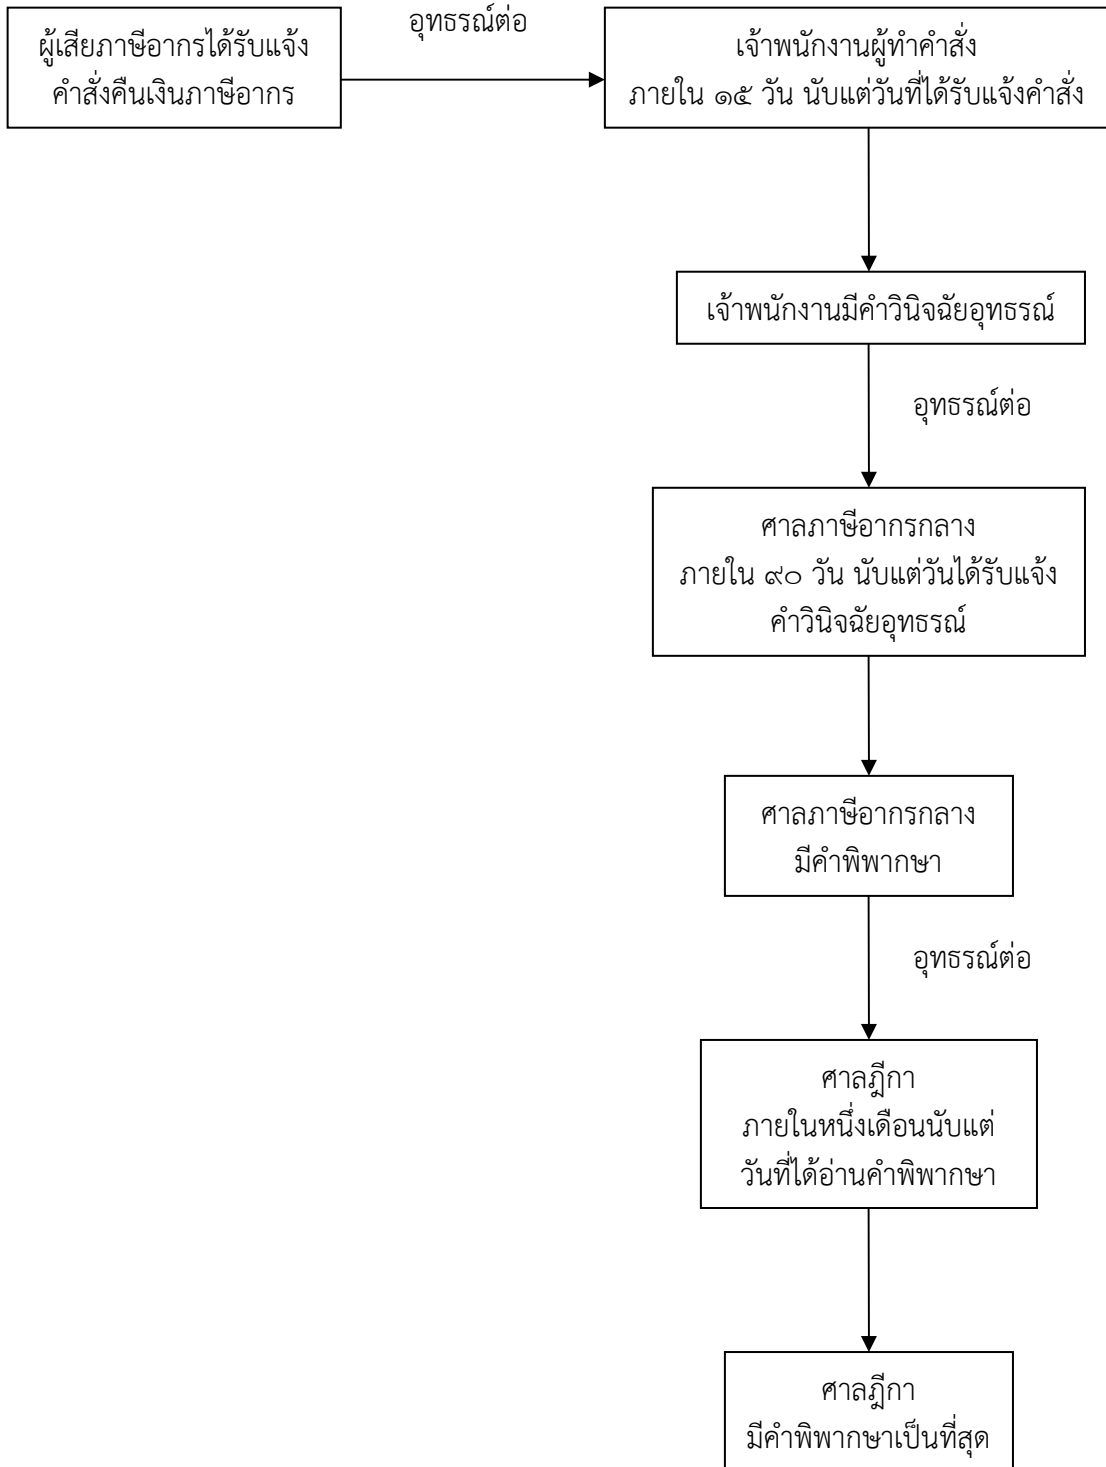 ผู้เสียภาษีอากรได้รับแจ้ง
คำสั่งคืนเงินภาษีอากร
อุทธรณ์ต่อ
เจ้าพนักงานผู้ทำคำสั่ง
ภายใน ๑๕ วัน นับแต่วันที่ได้รับแจ้งคำสั่ง
เจ้าพนักงานมีคำวินิจฉัยอุทธรณ์
อุทธรณ์ต่อ
ศาลภาษีอากรกลาง
ภายใน ๙๐ วัน นับแต่วันได้รับแจ้ง
คำวินิจฉัยอุทธรณ์
ศาลภาษีอากรกลาง
มีคำพิพากษา
อุทธรณ์ต่อ
ศาลฎีกา
ภายในหนึ่งเดือนนับแต่
วันที่ได้อ่านคำพิพากษา
ศาลฎีกา
มีคำพิพากษาเป็นที่สุด